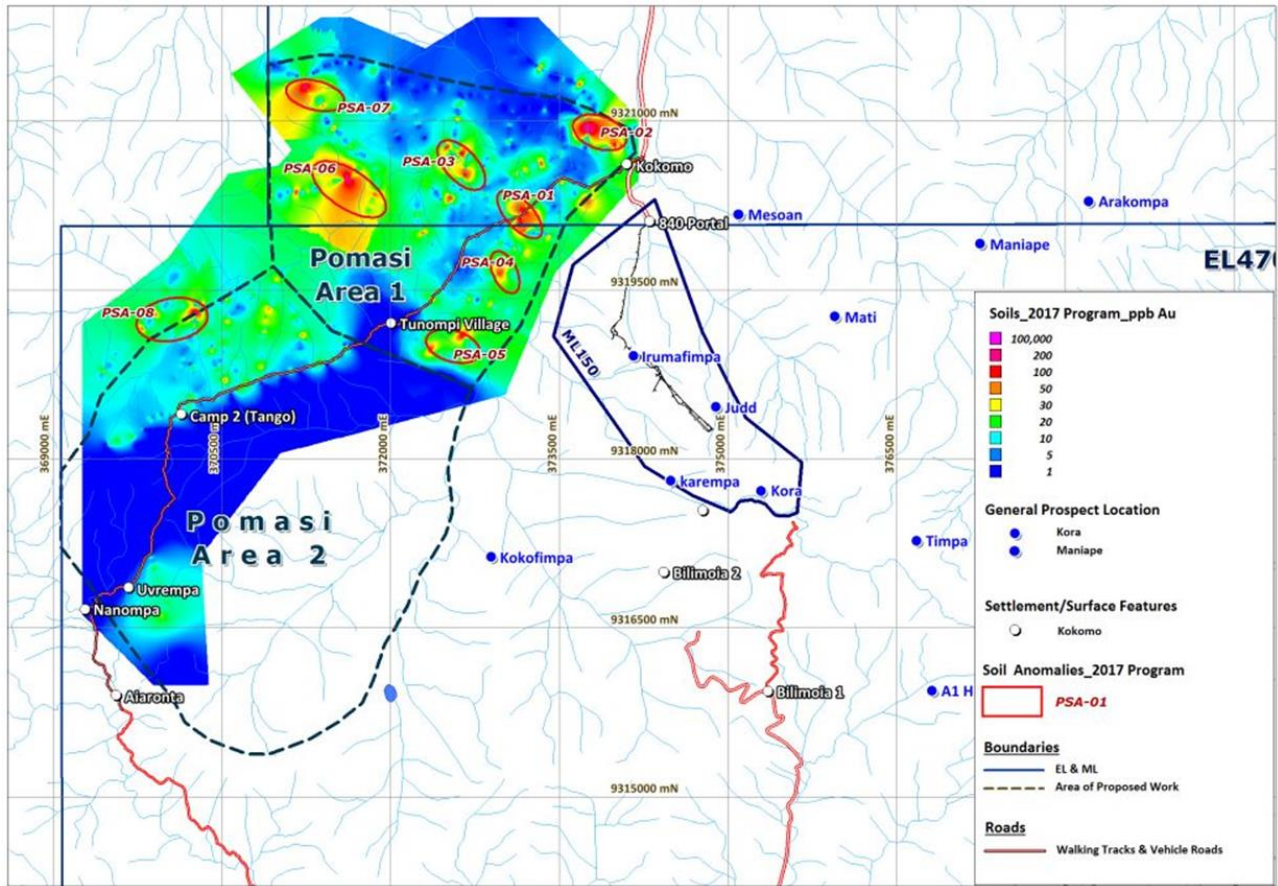 PSA-07
9321000 mN
PSA-02
PSA-03
PSA-06
Kokomo
PSA-01
Arakompa
Mesoan
840 Portal
Maniape
Pomasi
Area 1
PSA-04
EL470
9319500 mN
PSA-08
Mati
Tunompi Village
PSA-05
ML150
Irumafimpa
Judd
Camp 2 (Tango)
369000 mE
370500 mE
372000 mE
373500 mE
9318000 mN
375000 mE
376500 mE
karempa
Kora
Pomasi
Area 2
Timpa
Kokofimpa
Bilimoia 2
Uvrempa
Nanompa
9316500 mN
Aiaronta
Bilimoia 1
A1 H
9315000 mN
Soils_2017 Program_ppb Au
100,000
200
100
50
30
20
10
5
1
General Prospect Location
Kora
Maniape
Settlement/Surface Features
Kokomo
Soil Anomalies_2017 Program
PSA-01
Boundaries
EL & ML
Area of Proposed Work
Roads
Walking Tracks & Vehicle Roads